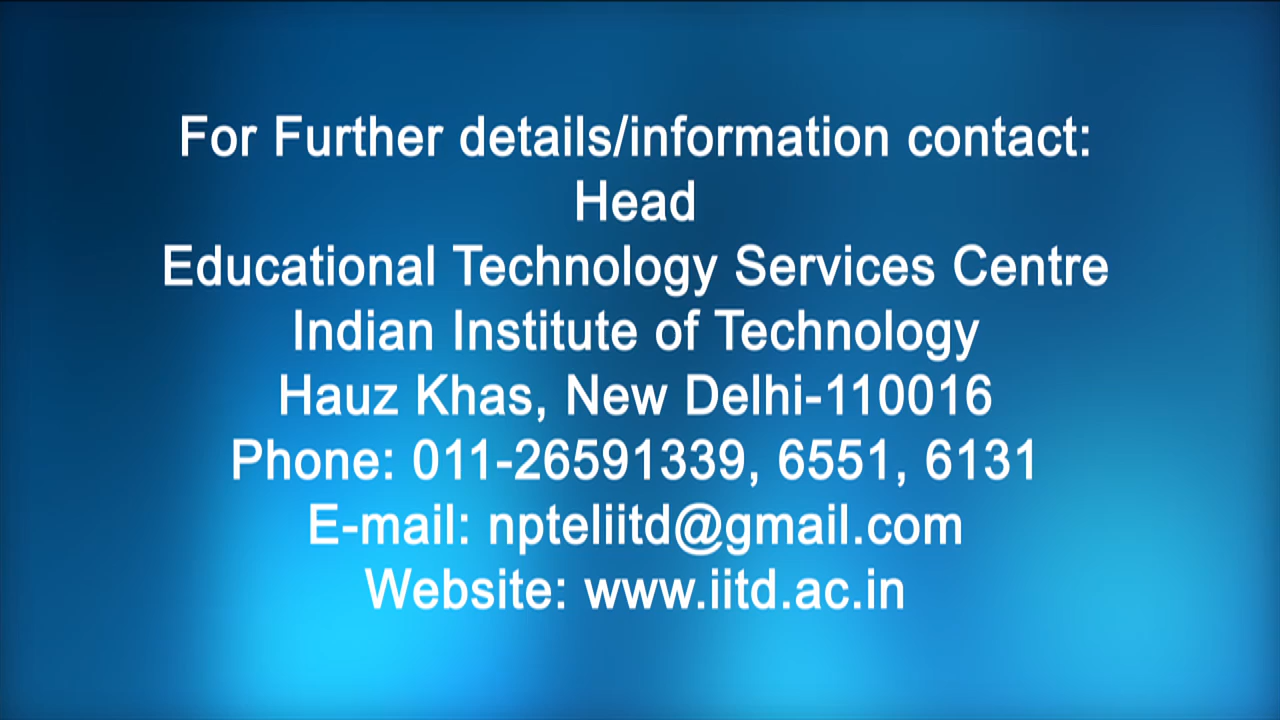 For Further details/information contact:
Head
Educational Technology Services Centre
Indian Institute of Technology
Hauz Khas, New Delhi-110016
Phone: 011-26591339, 6551, 6131
E-mail: npteliitd@gmail.com
Website: www.iitd.ac.in